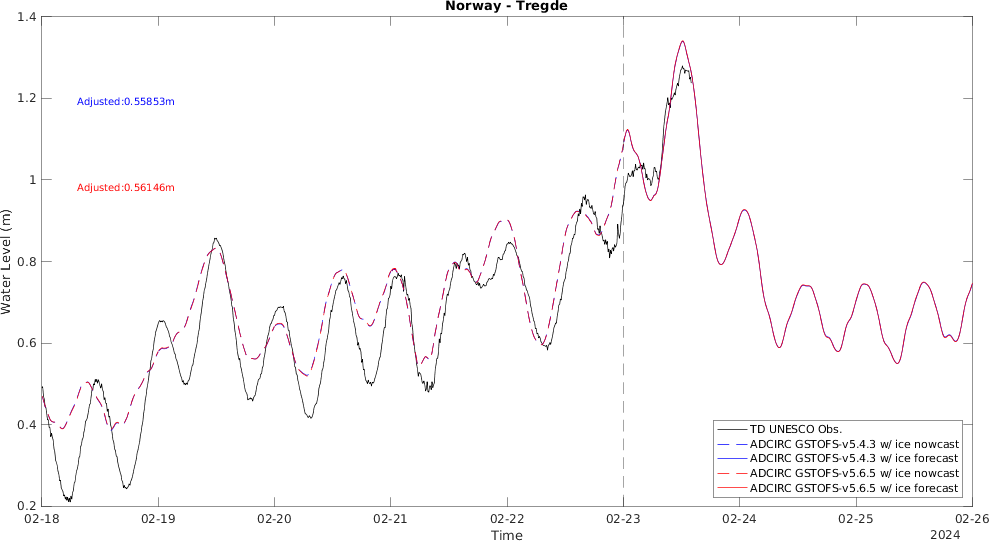 Norway - Tregde
1.4
1.2
1
0.8
0.6
0.4
0.2
Water Level (m)
Adjusted:0.55853m
Adjusted:0.56146m
TD UNESCO Obs.
ADCIRC GSTOFS-v5.4.3 w/ ice nowcast
ADCIRC GSTOFS-v5.4.3 w/ ice forecast
ADCIRC GSTOFS-v5.6.5 w/ ice nowcast
ADCIRC GSTOFS-v5.6.5 w/ ice forecast
02-18 02-19 02-20 02-21 02-22 02-23 02-24 02-25 02-26
Time
2024